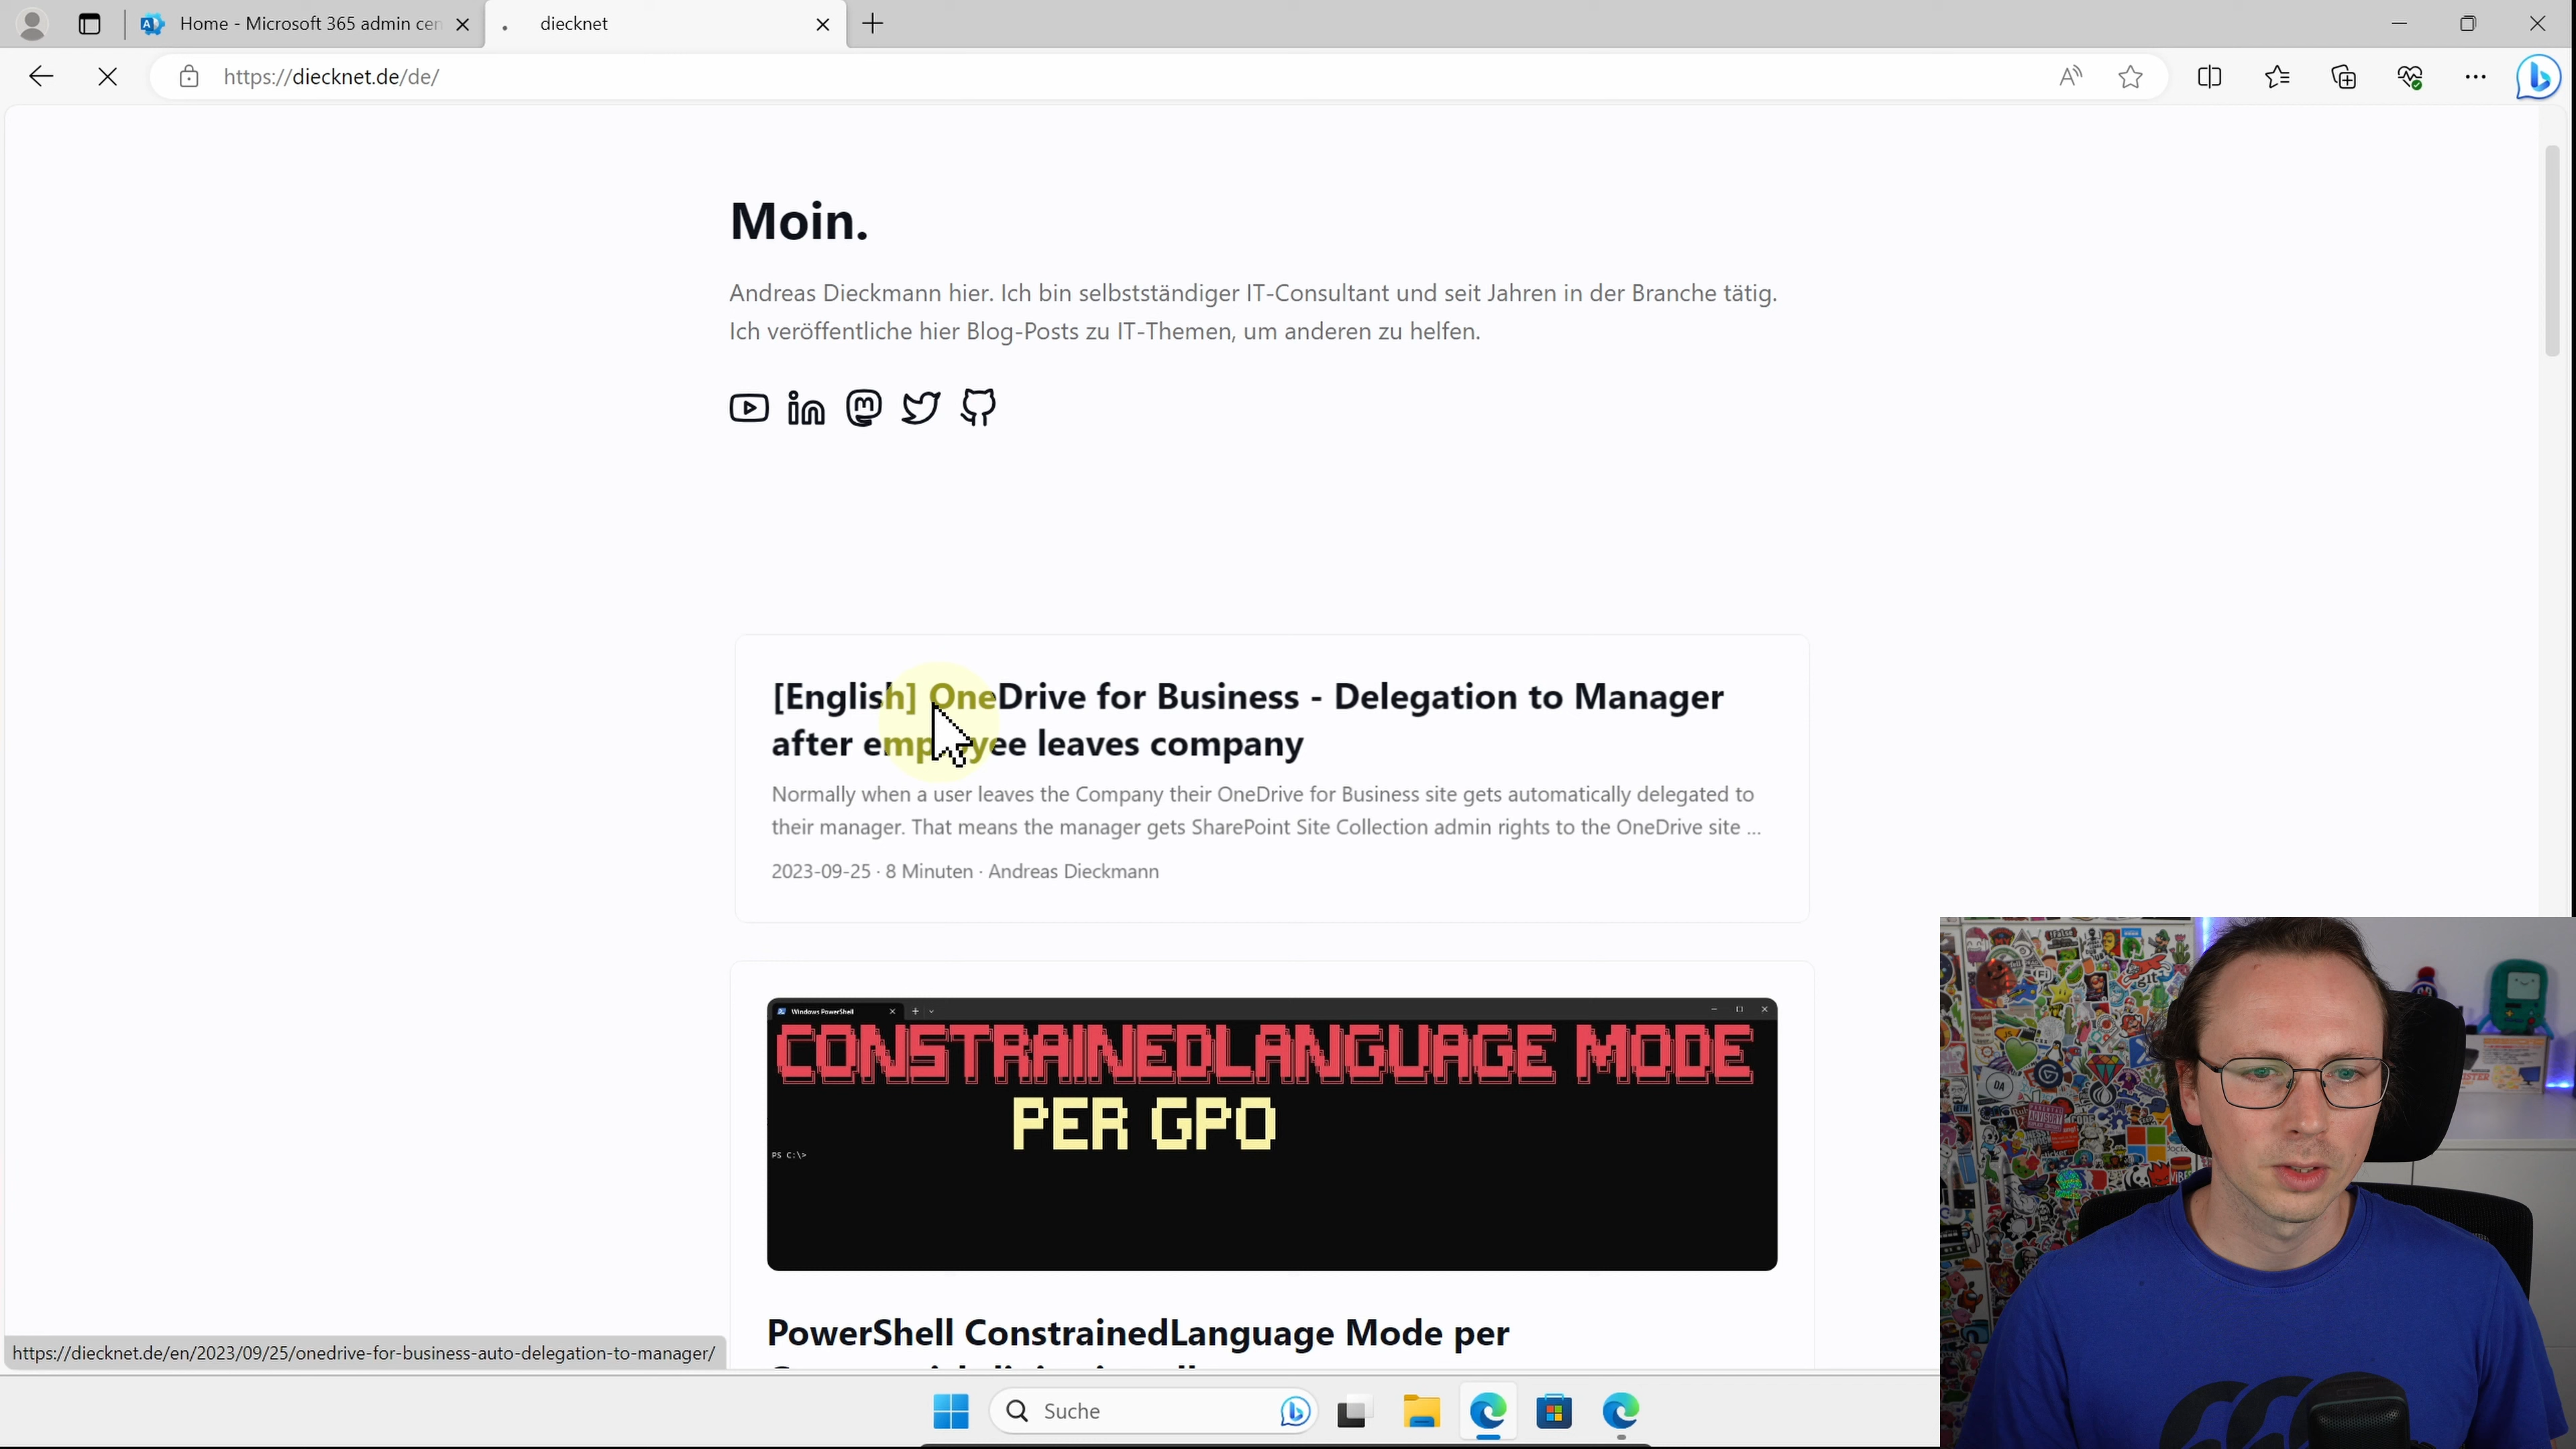 Home - Microsoft 365 admin cen
diecknet
https://diecknet.de/de/
Moin.
Andreas Dieckmann hier. Ich bin selbstständiger IT-Consultant und seit Jahren in der Branche tätig.
Ich veröffentliche hier Blog-Posts zu IT-Themen, um anderen zu helfen.
[English] OneDrive for Business - Delegation to Manager
after employee leaves company
Normally when a user leaves the Company their OneDrive for Business site gets automatically delegated to
their manager. That means the manager gets SharePoint Site Collection admin rights to the OneDrive site ...
2023-09-25 · 8 Minuten · Andreas Dieckmann
Windows PowerShell
CONSTRAINEDLANGUAGE MODE
PER GPO
PS C:\>
PowerShell ConstrainedLanguage Mode per
https://diecknet.de/en/2023/09/25/onedrive-for-business-auto-delegation-to-manager/
Suche